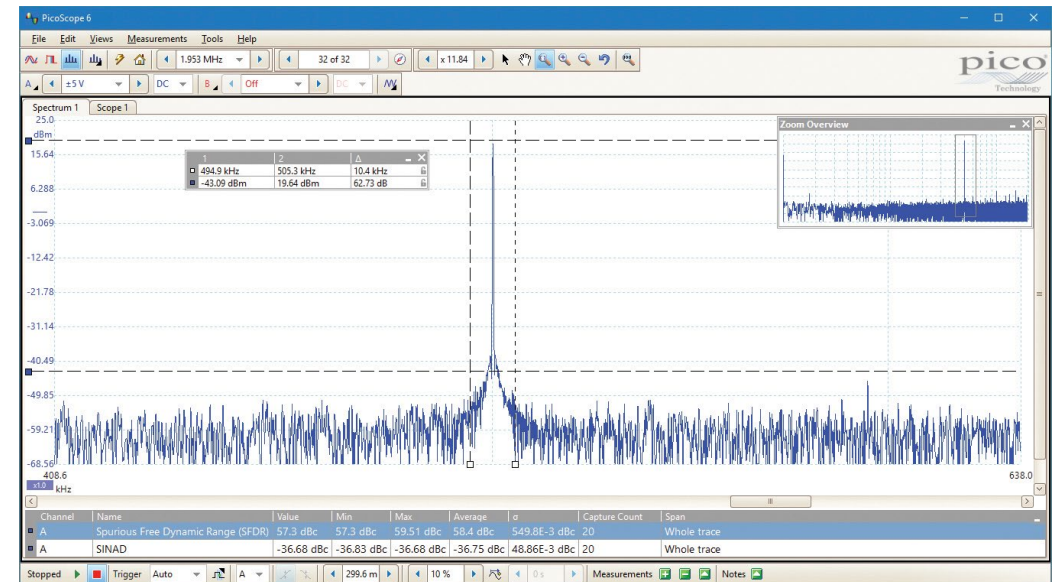 PicoScope 6
File Edit Views Measurements Tools Help
1.953 MHz 32 of 32 x 11.84
pico
Technology
A ±5 V DC B Off DC
Spectrum 1 Scope 1
25.0
dBm
Zoom Overview
15.64
1 2 Δ
494.9 kHz 505.3 kHz 10.4 kHz
-43.09 dBm 19.64 dBm 62.73 dB
6.288
-3.069
-12.42
-21.78
-31.14
-40.49
-49.85
-59.21
-68.56
408.6 638.0
x1.0 kHz
Channel Name Value Min Max Average σ Capture Count Span
A Spurious Free Dynamic Range (SFDR) 57.3 dBc 57.3 dBc 59.51 dBc 58.4 dBc 549.8E-3 dBc 20 Whole trace
A SINAD -36.68 dBc -36.83 dBc -36.68 dBc -36.75 dBc 48.86E-3 dBc 20 Whole trace
Stopped Trigger Auto A 299.6 m 10 % 0 s Measurements Notes